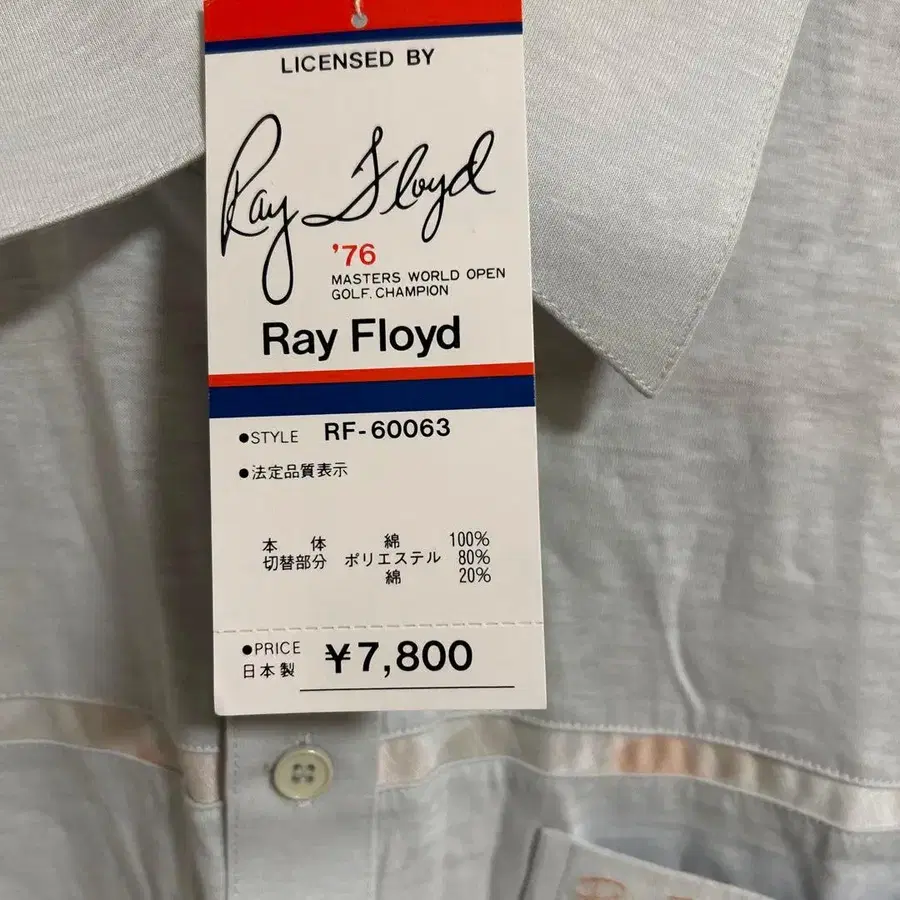 LICENSED BY
Ray Floyd
'76
MASTERS WORLD OPEN
GOLF. CHAMPION
Ray Floyd
●STYLE RF-60063
●法定品質表示
本 体 綿 100%
切替部分 ポリエステル 80%
綿 20%
●PRICE
日本製 ¥7,800